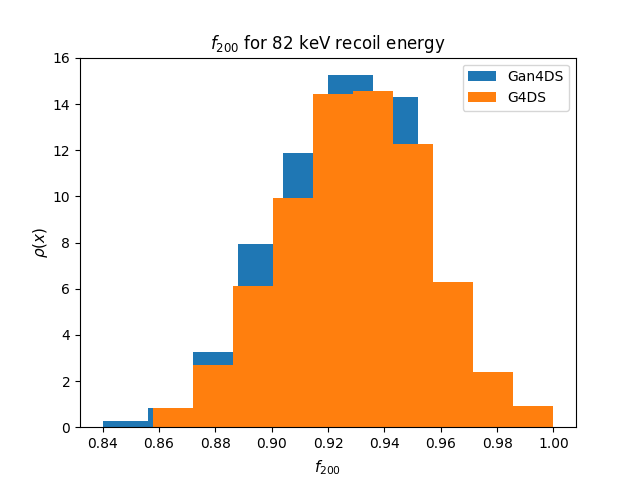 f₂₀₀ for 82 keV recoil energy
Gan4DS
G4DS
16
14
12
10
8
6
4
2
0
ρ(x)
0.84 0.86 0.88 0.90 0.92 0.94 0.96 0.98 1.00
f₂₀₀